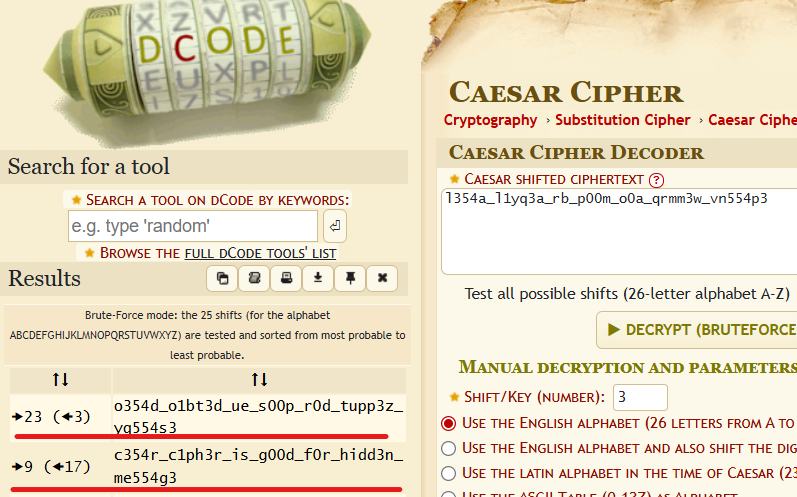 DCODE
Search for a tool
SEARCH A TOOL ON DCODE BY KEYWORDS:
e.g. type 'random'
BROWSE THE FULL DCODE TOOLS' LIST
Results
Brute-Force mode: the 25 shifts (for the alphabet
ABCDEFGHIJKLMNOPQRSTUVWXYZ) are tested and sorted from most probable to
least probable.
↑↓ ↑↓
➔23 (🠔3) o354d_o1bt3d_ue_s00p_r0d_tupp3z_
yq554s3
➔9 (🠔17) c354r_c1ph3r_is_g00d_f0r_hidd3n_
me554g3
CAESAR CIPHER
Cryptography › Substitution Cipher › Caesar Ciphe
CAESAR CIPHER DECODER
CAESAR SHIFTED CIPHERTEXT ?
l354a_l1yq3a_rb_p00m_o0a_qrmm3w_vn554p3
Test all possible shifts (26-letter alphabet A-Z)
▶ DECRYPT (BRUTEFORCE
MANUAL DECRYPTION AND PARAMETERS
SHIFT/KEY (NUMBER): 3
USE THE ENGLISH ALPHABET (26 LETTERS FROM A TO
USE THE ENGLISH ALPHABET AND ALSO SHIFT THE DIG
USE THE LATIN ALPHABET IN THE TIME OF CAESAR (23
USE THE ASCII TABLE (0-127) AS ALPHABET